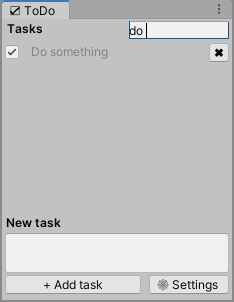 ToDo
Tasks do
Do something
New task
+ Add task Settings